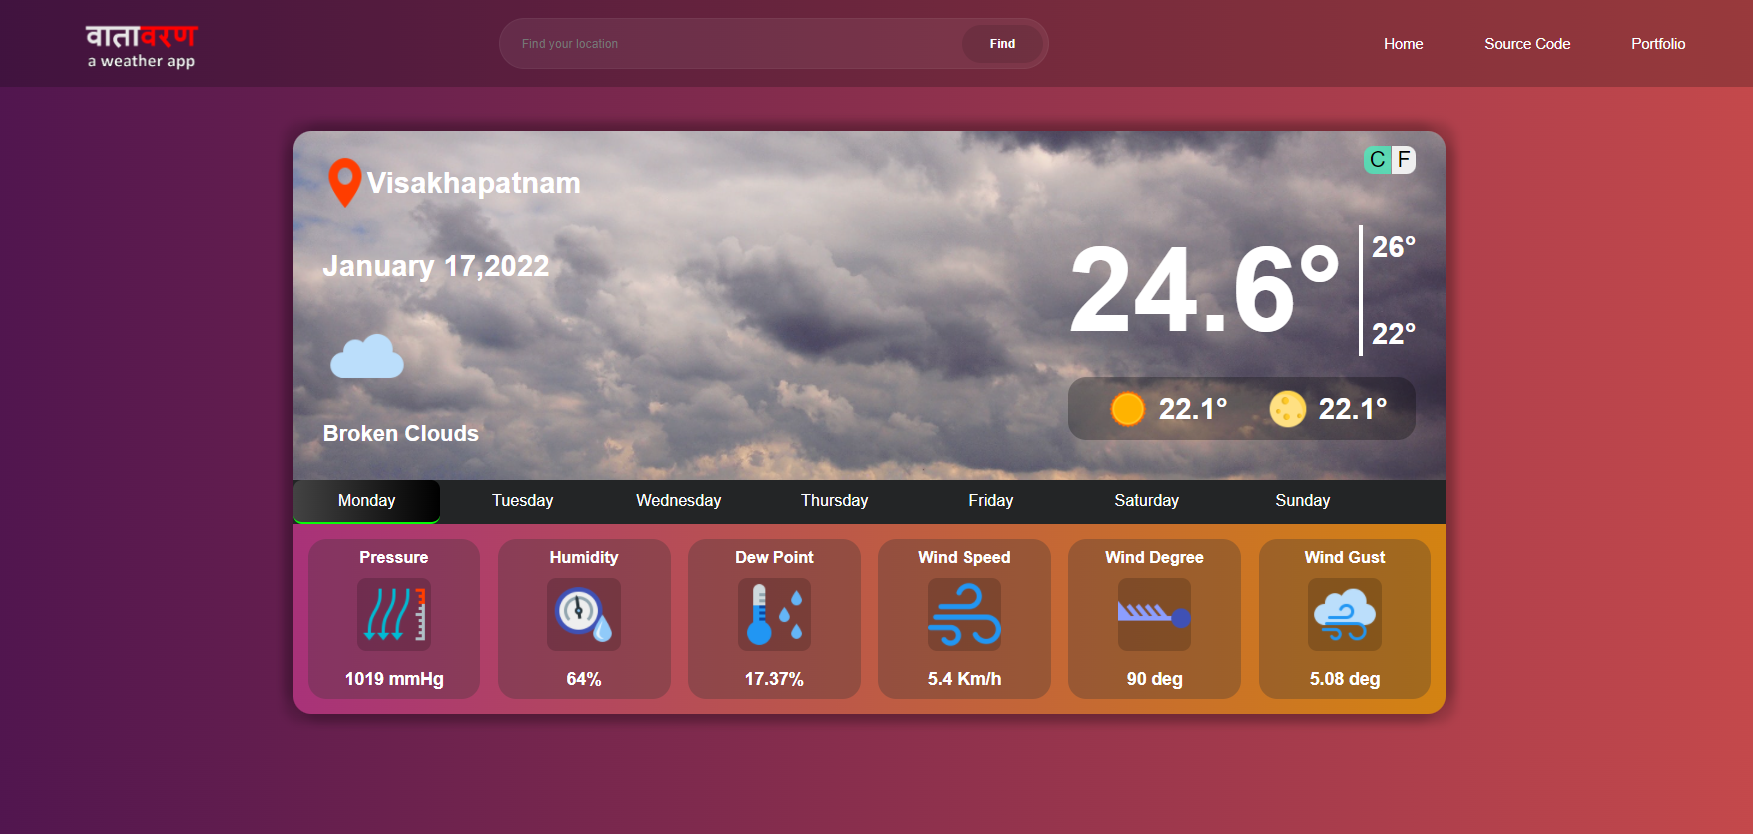 वातावरण
a weather app
Find your location
Find
Home
Source Code
Portfolio
Visakhapatnam
C F
January 17,2022
24.6°
26°
22°
Broken Clouds
22.1°
22.1°
Monday
Tuesday
Wednesday
Thursday
Friday
Saturday
Sunday
Pressure
1019 mmHg
Humidity
64%
Dew Point
17.37%
Wind Speed
5.4 Km/h
Wind Degree
90 deg
Wind Gust
5.08 deg